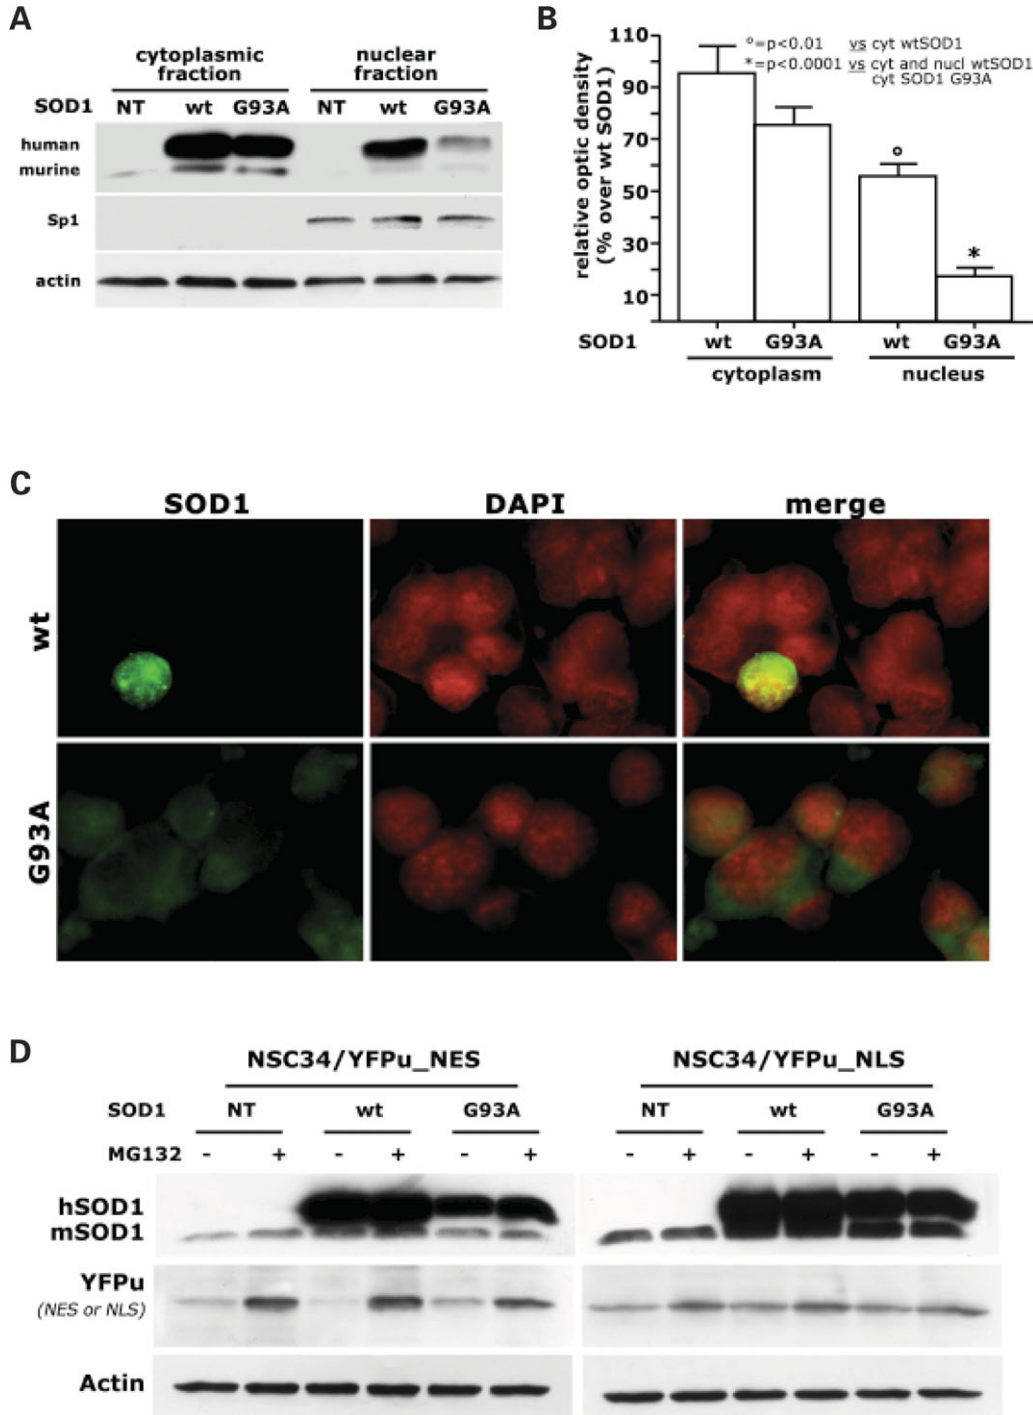 A
cytoplasmic fraction
nuclear fraction
SOD1 NT wt G93A NT wt G93A
human
murine
Sp1
actin
B
relative optic density
(% over wt SOD1)
110
90
70
50
30
10
°=p<0.01 vs cyt wtSOD1
*=p<0.0001 vs cyt and nucl wtSOD1
cyt SOD1 G93A
°
*
SOD1 wt G93A wt G93A
cytoplasm nucleus
C
SOD1 DAPI merge
wt
G93A
D
NSC34/YFPu_NES NSC34/YFPu_NLS
SOD1 NT wt G93A NT wt G93A
MG132 - + - + - + - + - + - +
hSOD1
mSOD1
YFPu
(NES or NLS)
Actin